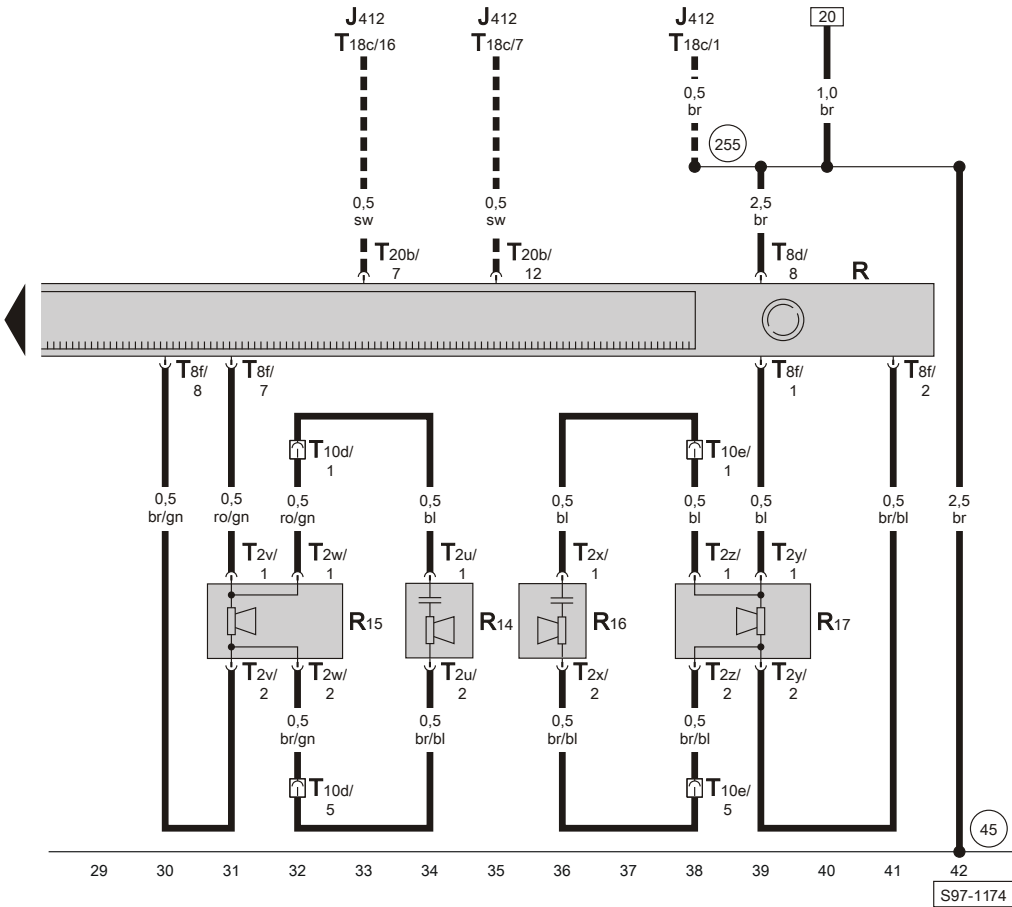 J412 J412 J412 20
T18c/16 T18c/7 T18c/1
0,5 1,0
br br
255
0,5 0,5 2,5
sw sw br
T20b/ T20b/ T8d/
7 12 8 R
T8f/ T8f/ T8f/ T8f/
8 7 1 2
T10d/ T10e/
1 1
0,5 0,5 0,5 0,5 0,5 0,5 0,5 0,5 2,5
br/gn ro/gn ro/gn bl bl bl bl br/bl br
T2v/ T2w/ T2u/ T2x/ T2z/ T2y/
1 1 1 1 1 1
R15 R14 R16 R17
T2v/ T2w/ T2u/ T2x/ T2z/ T2y/
2 2 2 2 2 2
0,5 0,5 0,5 0,5
br/gn br/bl br/bl br/bl
T10d/ T10e/
5 5
45
29 30 31 32 33 34 35 36 37 38 39 40 41 42
S97-1174